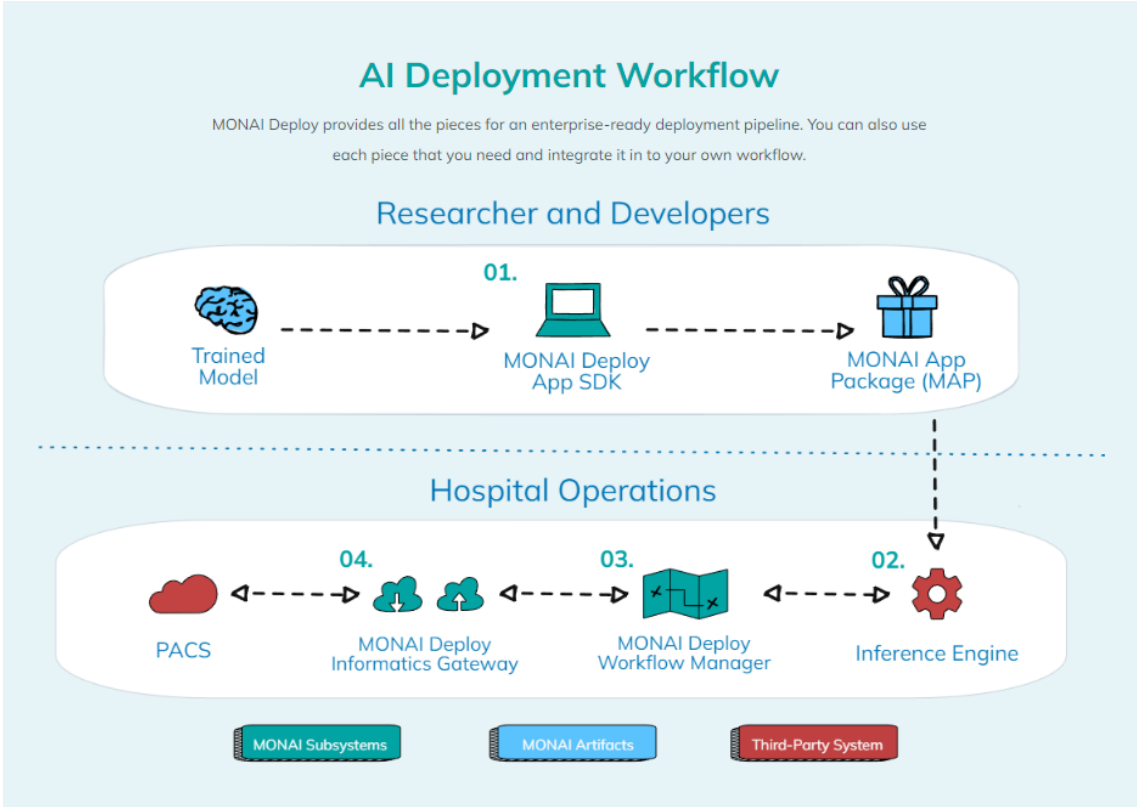 AI Deployment Workflow
MONAI Deploy provides all the pieces for an enterprise-ready deployment pipeline. You can also use
each piece that you need and integrate it in to your own workflow.
Researcher and Developers
01.
Trained
Model
MONAI Deploy
App SDK
MONAI App
Package (MAP)
Hospital Operations
04.
03.
02.
PACS
MONAI Deploy
Informatics Gateway
MONAI Deploy
Workflow Manager
Inference Engine
MONAI Subsystems
MONAI Artifacts
Third-Party System